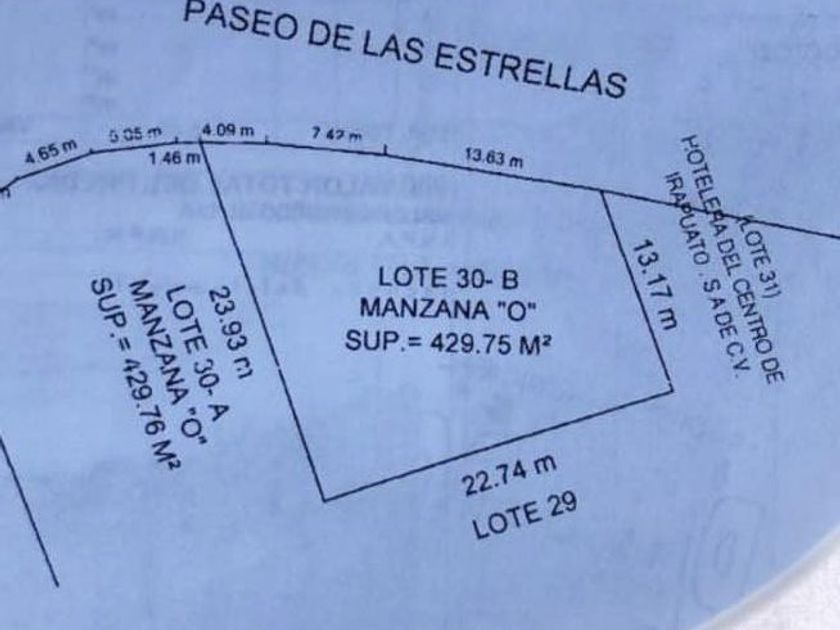 PASEO DE LAS ESTRELLAS
4.65 m
5.05 m
1.46 m
4.09 m
7.42 m
13.63 m
LOTE 30- B
MANZANA "O"
SUP.= 429.75 M²
23.93 m
LOTE 30- A
MANZANA "O"
SUP.= 429.76 M²
13.17 m
(LOTE 31)
HOTELERA DEL CENTRO DE
IRAPUATO . S A DE C.V.
22.74 m
LOTE 29